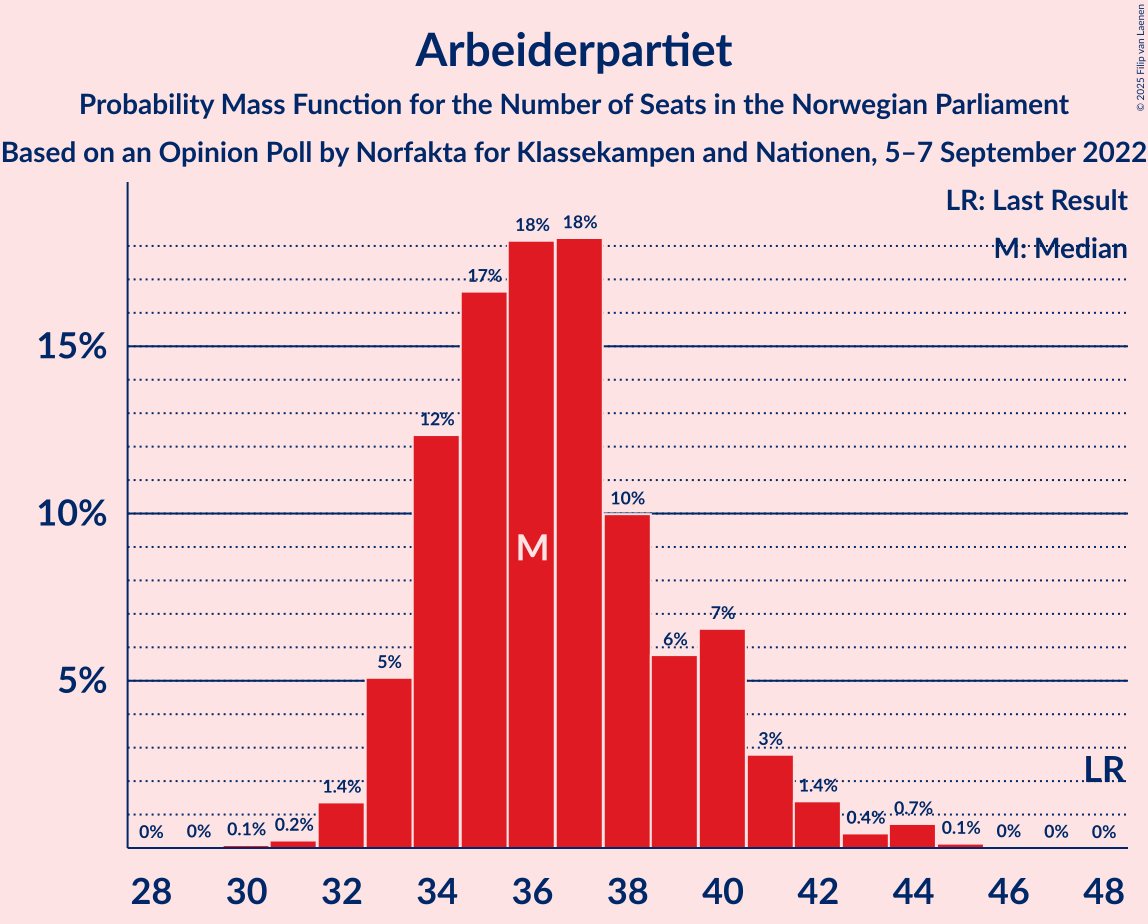 Arbeiderpartiet
Probability Mass Function for the Number of Seats in the Norwegian Parliament
Based on an Opinion Poll by Norfakta for Klassekampen and Nationen, 5–7 September 2022
© 2025 Filip van Laenen
LR: Last Result
M: Median
15%
10%
5%
0%
0%
0.1%
0.2%
1.4%
5%
12%
17%
18%
18%
10%
6%
7%
3%
1.4%
0.4%
0.7%
0.1%
0%
0%
0%
M
LR
28 30 32 34 36 38 40 42 44 46 48